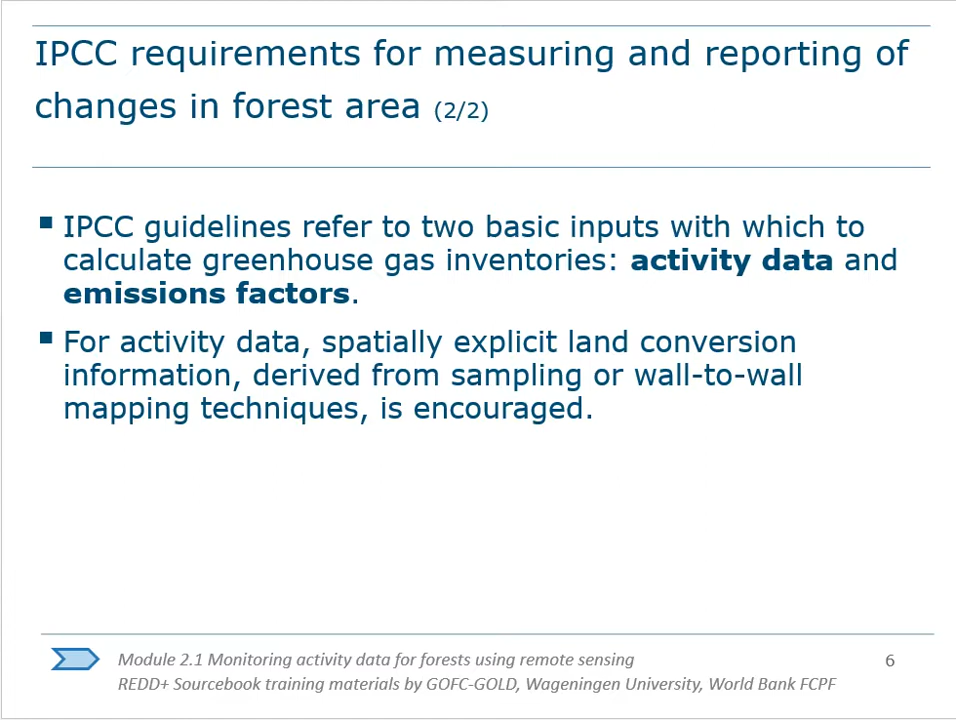 IPCC requirements for measuring and reporting of
changes in forest area (2/2)
▪ IPCC guidelines refer to two basic inputs with which to
calculate greenhouse gas inventories: activity data and
emissions factors.
▪ For activity data, spatially explicit land conversion
information, derived from sampling or wall-to-wall
mapping techniques, is encouraged.
Module 2.1 Monitoring activity data for forests using remote sensing
REDD+ Sourcebook training materials by GOFC-GOLD, Wageningen University, World Bank FCPF
6